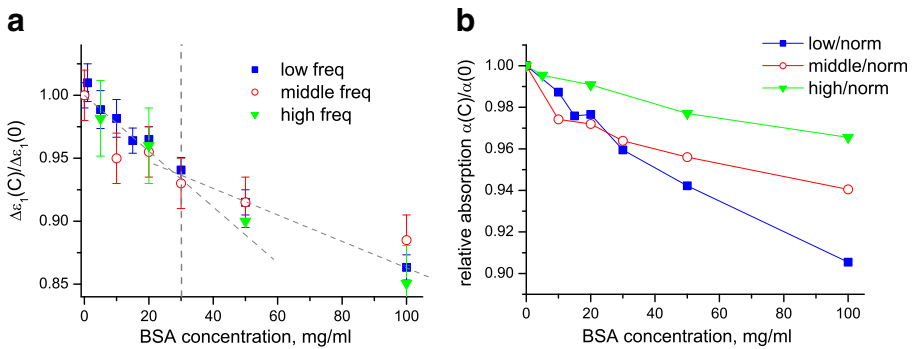 a
1.00
0.95
0.90
0.85
Δε₁(C)/Δε₁(0)
low freq
middle freq
high freq
0
20
40
60
80
100
BSA concentration, mg/ml
b
1.00
0.98
0.96
0.94
0.92
0.90
relative absorption α(C)/α(0)
low/norm
middle/norm
high/norm
0
20
40
60
80
100
BSA concentration, mg/ml